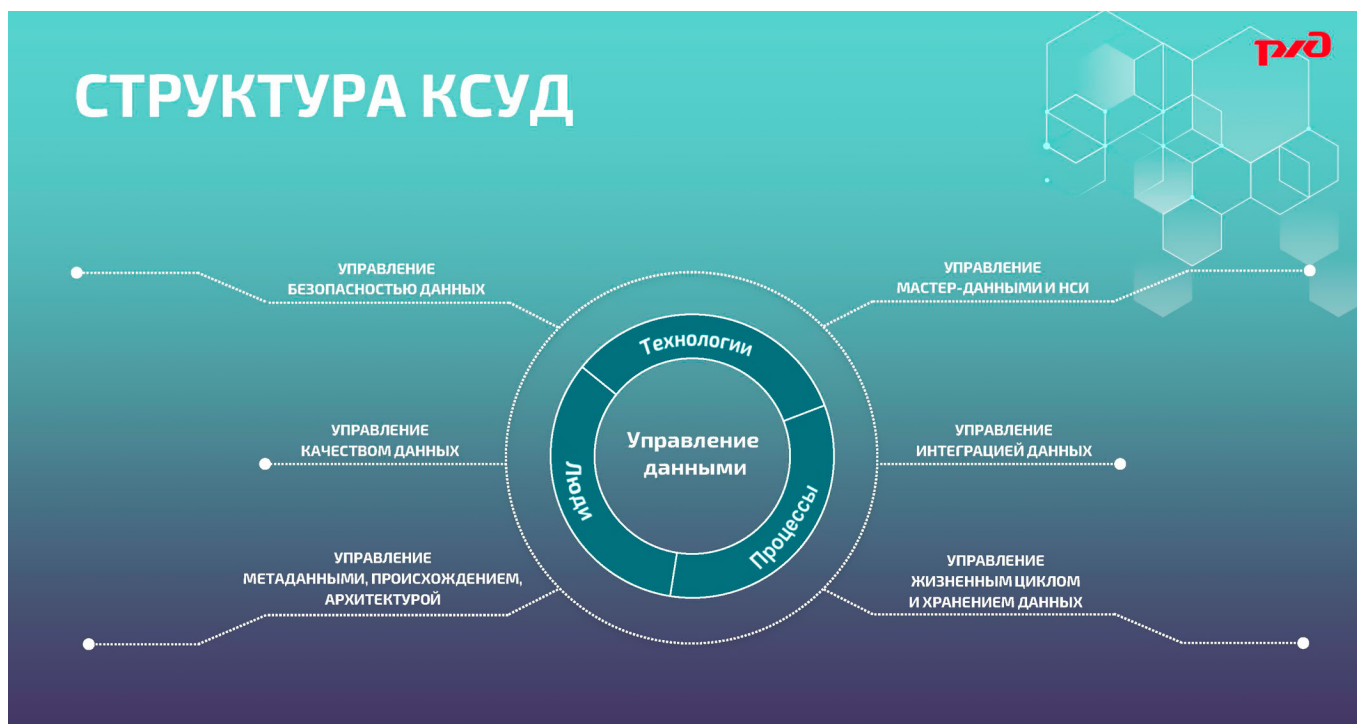 СТРУКТУРА КСУД
ржд
УПРАВЛЕНИЕ
БЕЗОПАСНОСТЬЮ ДАННЫХ
УПРАВЛЕНИЕ
МАСТЕР-ДАННЫМИ И НСИ
Технологии
УПРАВЛЕНИЕ
КАЧЕСТВОМ ДАННЫХ
Управление
данными
УПРАВЛЕНИЕ
ИНТЕГРАЦИЕЙ ДАННЫХ
Люди
Процессы
УПРАВЛЕНИЕ
МЕТАДАННЫМИ, ПРОИСХОЖДЕНИЕМ,
АРХИТЕКТУРОЙ
УПРАВЛЕНИЕ
ЖИЗНЕННЫМ ЦИКЛОМ
И ХРАНЕНИЕМ ДАННЫХ